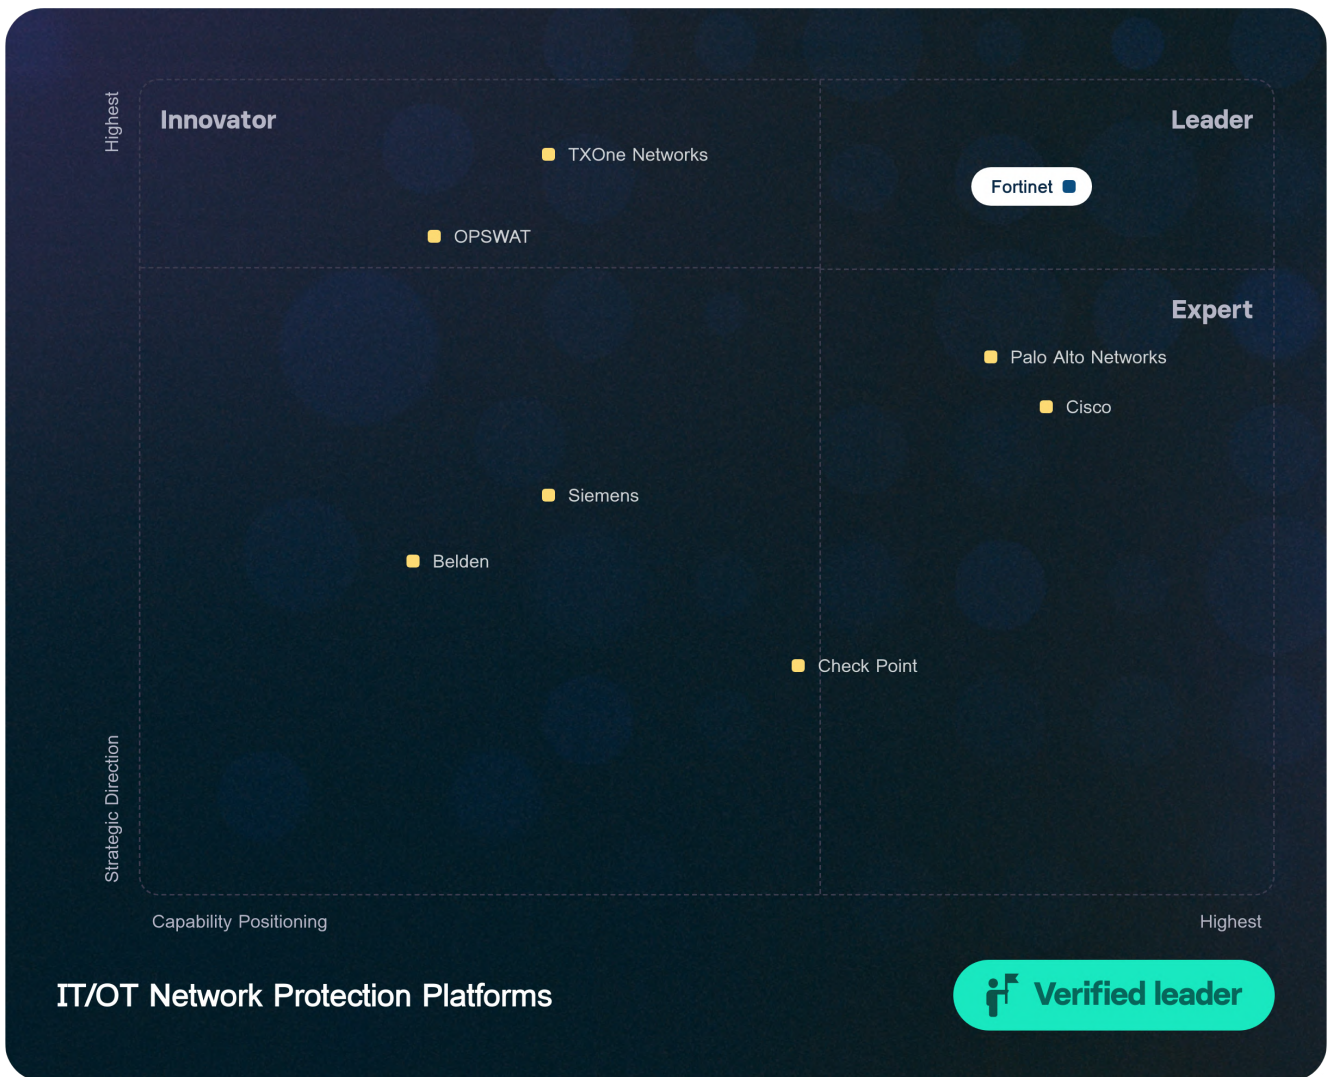 Highest
Innovator
Leader
TXOne Networks
Fortinet
OPSWAT
Expert
Palo Alto Networks
Cisco
Siemens
Belden
Check Point
Strategic Direction
Capability Positioning
Highest
IT/OT Network Protection Platforms
Verified leader